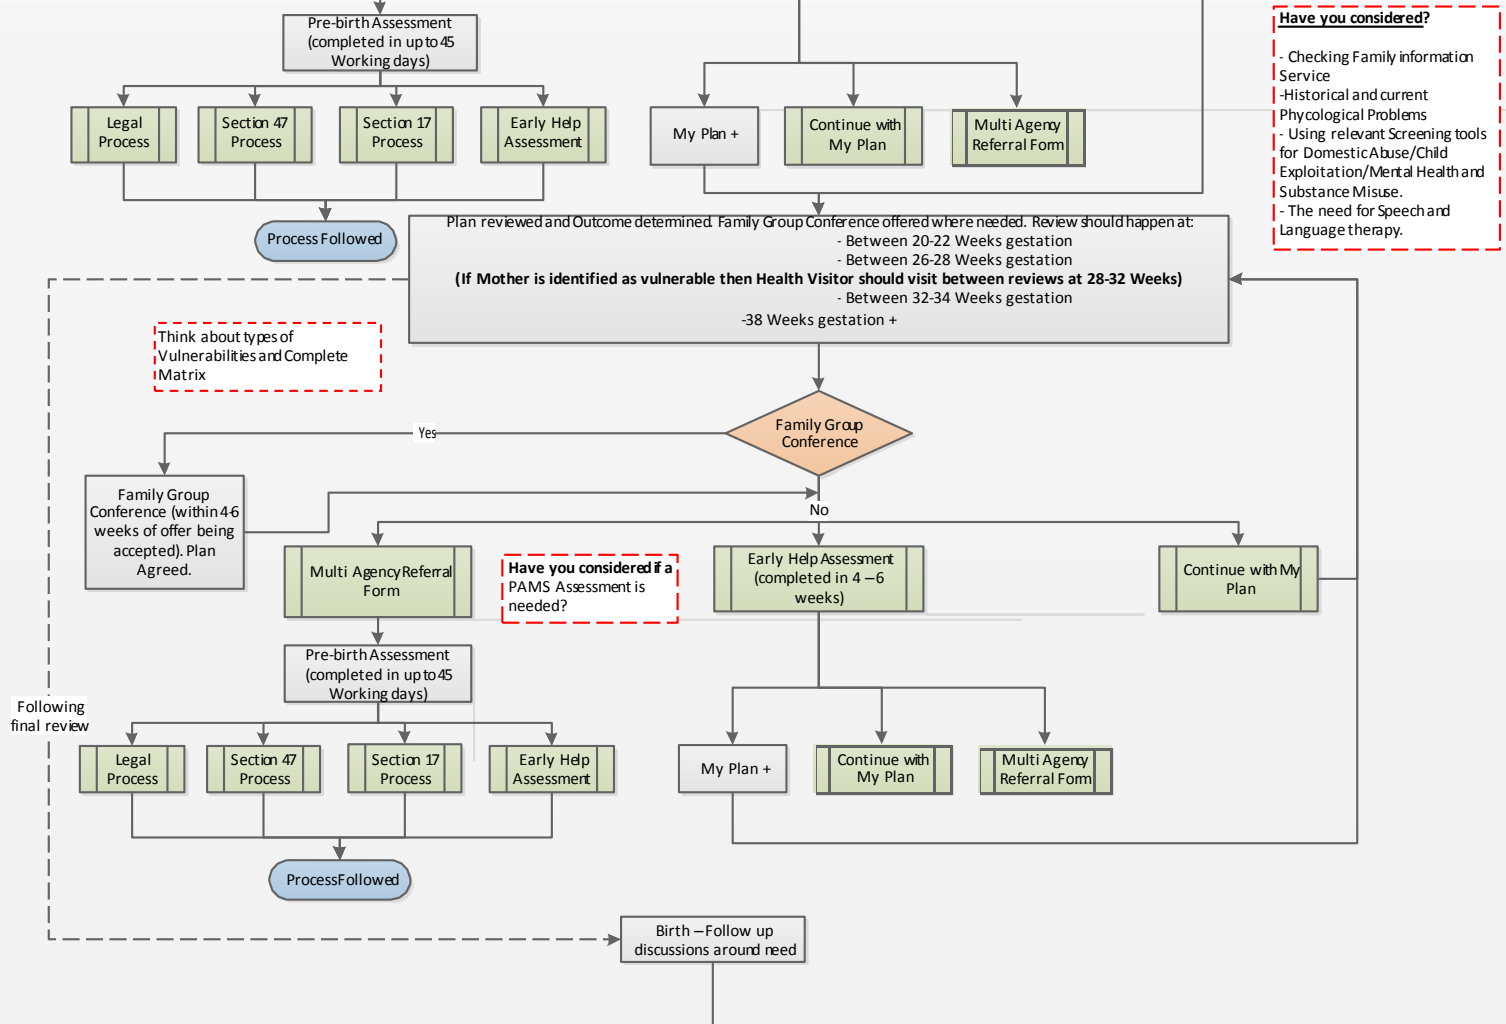 Pre-birth Assessment
(completed in up to 45
Working days)
Legal
Process
Section 47
Process
Section 17
Process
Early Help
Assessment
Process Followed
My Plan +
Continue with
My Plan
Multi Agency
Referral Form
Have you considered?
- Checking Family information
Service
-Historical and current
Phycological Problems
- Using relevant Screening tools
for Domestic Abuse/Child
Exploitation/Mental Health and
Substance Misuse.
- The need for Speech and
Language therapy.
Plan reviewed and Outcome determined. Family Group Conference offered where needed. Review should happen at:
- Between 20-22 Weeks gestation
- Between 26-28 Weeks gestation
(If Mother is identified as vulnerable then Health Visitor should visit between reviews at 28-32 Weeks)
- Between 32-34 Weeks gestation
-38 Weeks gestation +
Think about types of
Vulnerabilities and Complete
Matrix
Family Group
Conference
Yes
No
Family Group
Conference (within 4-6
weeks of offer being
accepted). Plan
Agreed.
Multi Agency Referral
Form
Have you considered if a
PAMS Assessment is
needed?
Early Help Assessment
(completed in 4 – 6
weeks)
Continue with My
Plan
Pre-birth Assessment
(completed in up to 45
Working days)
Following
final review
Legal
Process
Section 47
Process
Section 17
Process
Early Help
Assessment
My Plan +
Continue with
My Plan
Multi Agency
Referral Form
Process Followed
Birth – Follow up
discussions around need